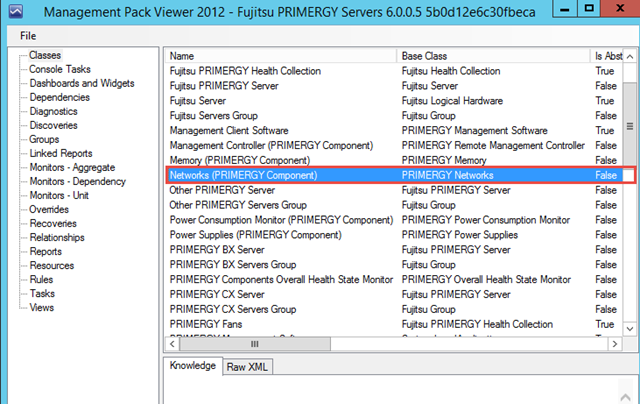 Management Pack Viewer 2012 - Fujitsu PRIMERGY Servers 6.0.0.5 5b0d12e6c30fbeca
File
Classes
Console Tasks
Dashboards and Widgets
Dependencies
Diagnostics
Discoveries
Groups
Linked Reports
Monitors - Aggregate
Monitors - Dependency
Monitors - Unit
Overrides
Recoveries
Relationships
Reports
Resources
Rules
Tasks
Views
Name Base Class Is Abst
Fujitsu PRIMERGY Health Collection Fujitsu Health Collection True
Fujitsu PRIMERGY Server Fujitsu Server False
Fujitsu Server Fujitsu Logical Hardware True
Fujitsu Servers Group Fujitsu Group False
Management Client Software PRIMERGY Management Software True
Management Controller (PRIMERGY Component) PRIMERGY Remote Management Controller False
Memory (PRIMERGY Component) PRIMERGY Memory False
Networks (PRIMERGY Component) PRIMERGY Networks False
Other PRIMERGY Server Fujitsu PRIMERGY Server False
Other PRIMERGY Servers Group Fujitsu Group False
Power Consumption Monitor (PRIMERGY Component) PRIMERGY Power Consumption Monitor False
Power Supplies (PRIMERGY Component) PRIMERGY Power Supplies False
PRIMERGY BX Server Fujitsu PRIMERGY Server False
PRIMERGY BX Servers Group Fujitsu Group False
PRIMERGY Components Overall Health State Monitor PRIMERGY Overall Health State Monitor False
PRIMERGY CX Server Fujitsu PRIMERGY Server False
PRIMERGY CX Servers Group Fujitsu Group False
PRIMERGY Fans Fujitsu PRIMERGY Health Collection True
Knowledge Raw XML